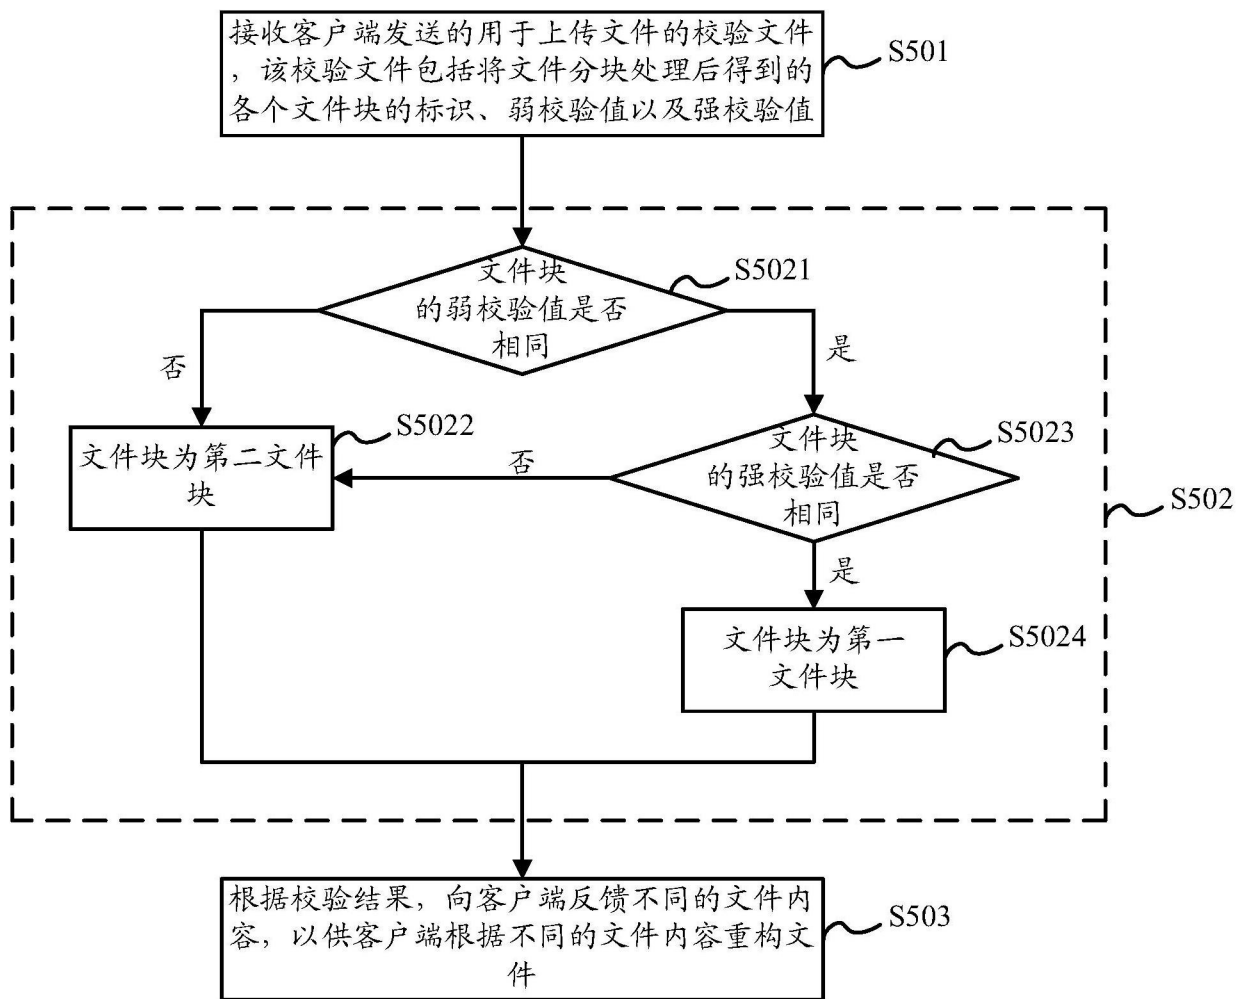 接收客户端发送的用于上传文件的校验文件
，该校验文件包括将文件分块处理后得到的
各个文件块的标识、弱校验值以及强校验值
S501
文件块
的弱校验值是否
相同
S5021
否
是
文件块为第二文件
块
S5022
否
文件块
的强校验值是否
相同
S5023
S502
是
文件块为第一
文件块
S5024
根据校验结果，向客户端反馈不同的文件内
容，以供客户端根据不同的文件内容重构文
件
S503